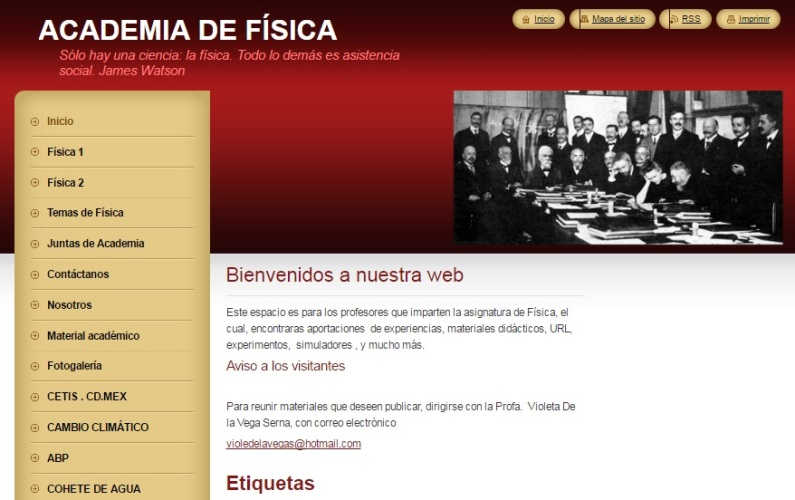 ACADEMIA DE FÍSICA
Sólo hay una ciencia: la física. Todo lo demás es asistencia
social. James Watson
Inicio
Mapa del sitio
RSS
Imprimir
Inicio
Física 1
Física 2
Temas de Física
Juntas de Academia
Contáctanos
Nosotros
Material académico
Fotogalería
CETIS . CD.MEX
CAMBIO CLIMÁTICO
ABP
COHETE DE AGUA
Bienvenidos a nuestra web
Este espacio es para los profesores que imparten la asignatura de Física, el
cual, encontraras aportaciones de experiencias, materiales didácticos, URL,
experimentos, simuladores , y mucho más.
Aviso a los visitantes
Para reunir materiales que deseen publicar, dirigirse con la Profa. Violeta De
la Vega Serna, con correo electrónico
violedelavegas@hotmail.com
Etiquetas